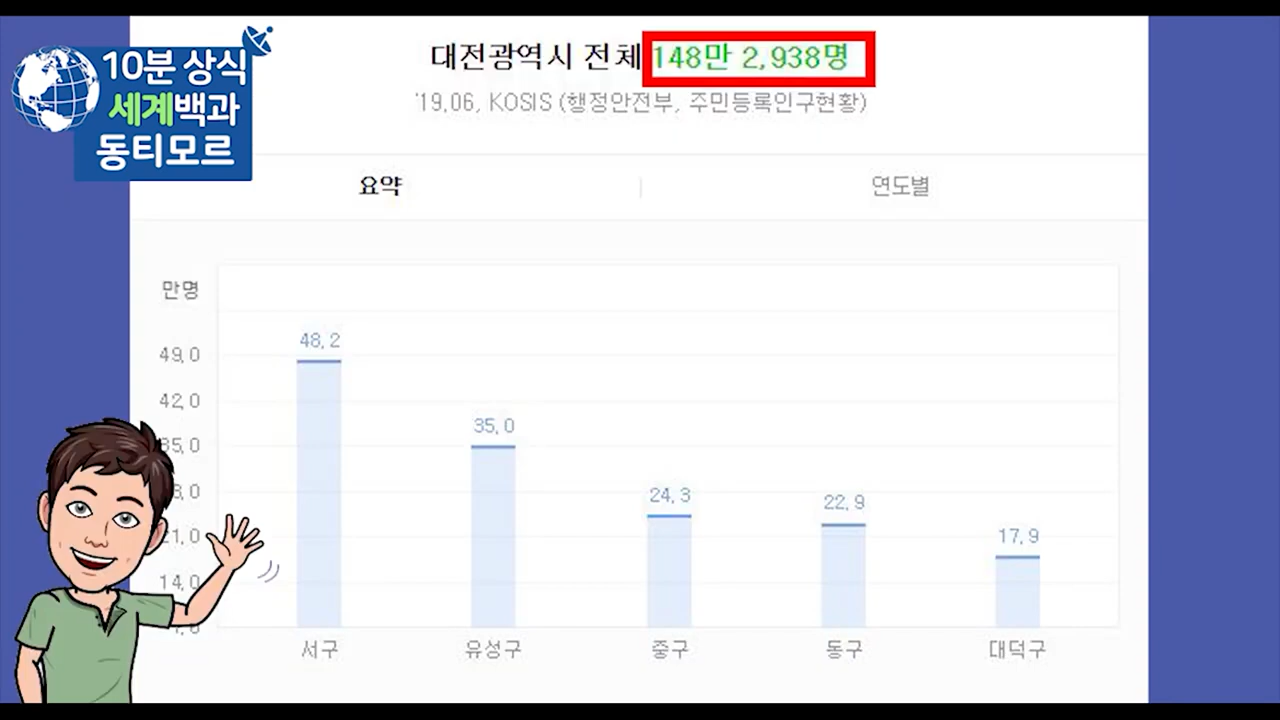 10분 상식
세계백과
동티모르
대전광역시 전체 148만 2,938명
'19.06, KOSIS (행정안전부, 주민등록인구현황)
요약
연도별
만명
49,0
42,0
35,0
21,0
14,0
48,2
35,0
24,3
22,9
17,9
서구
유성구
중구
동구
대덕구